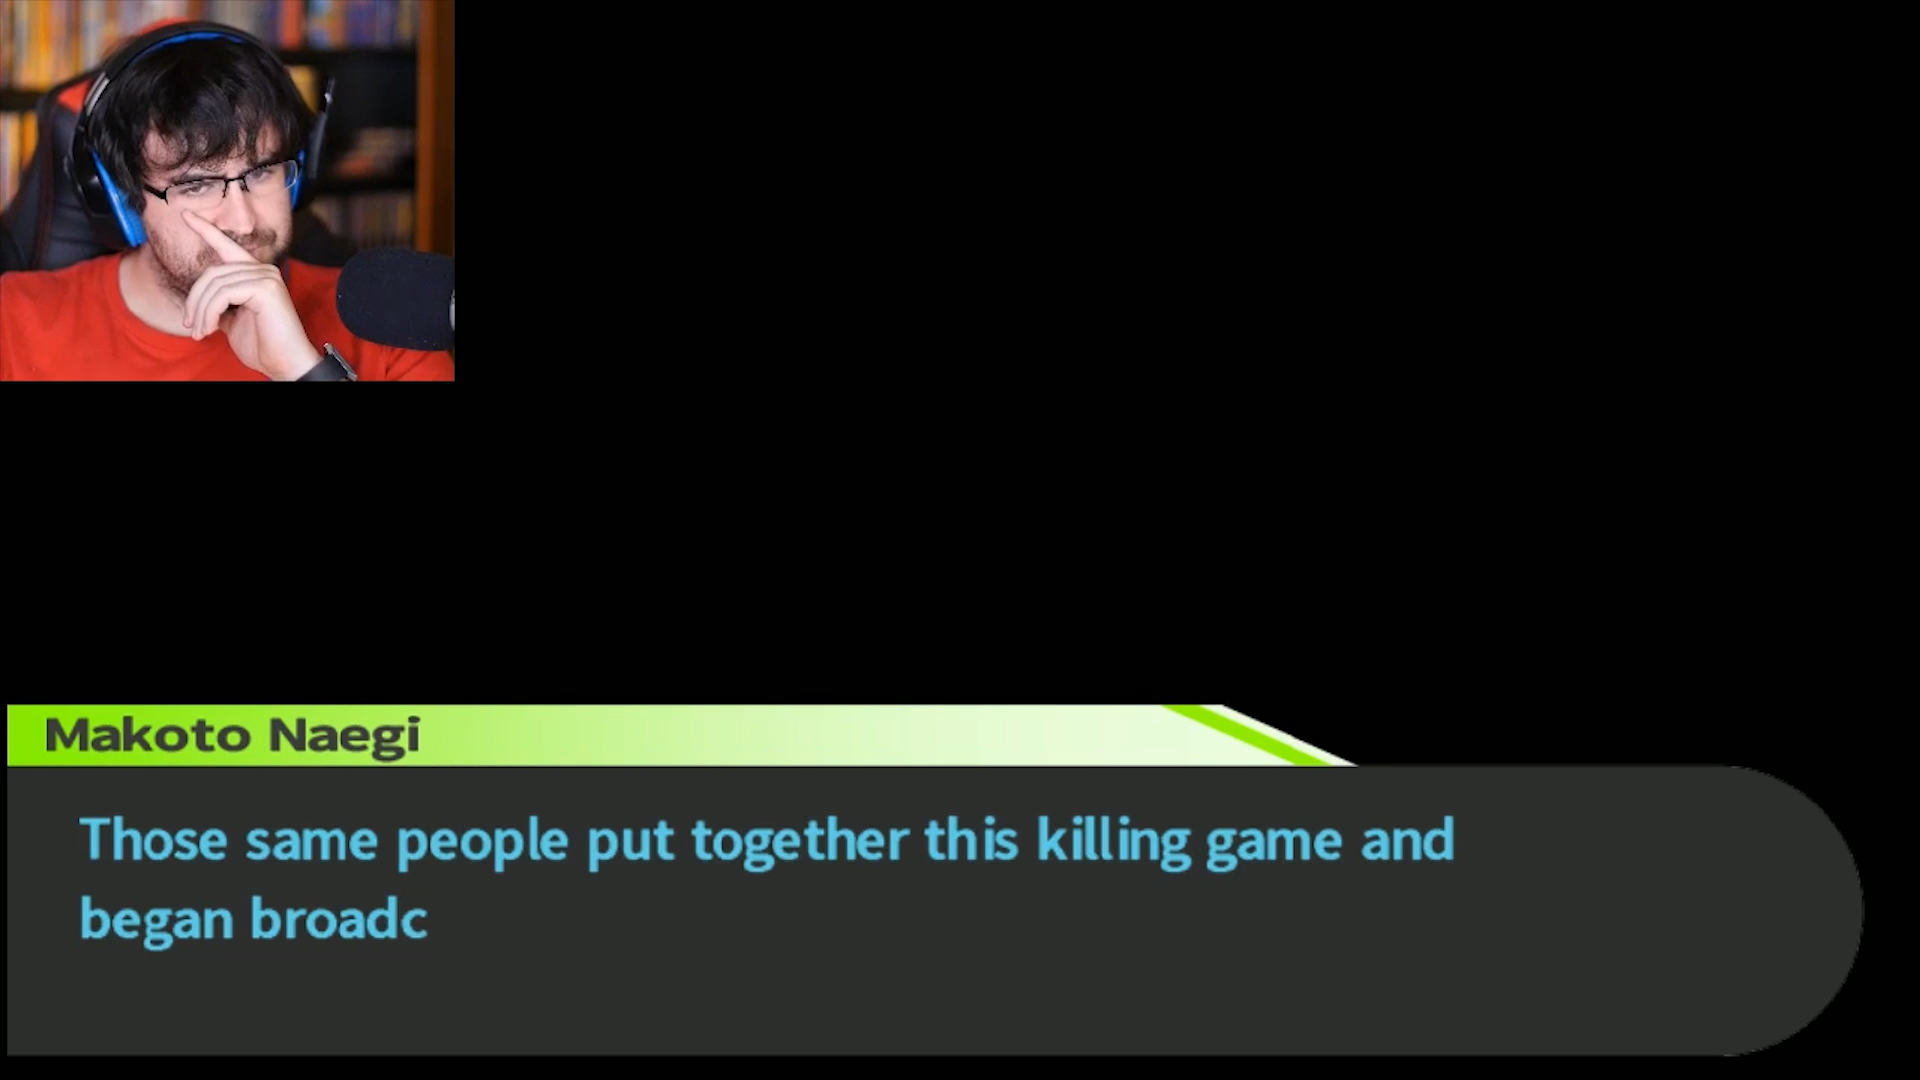 Makoto Naegi
Those same people put together this killing game and
began broadc